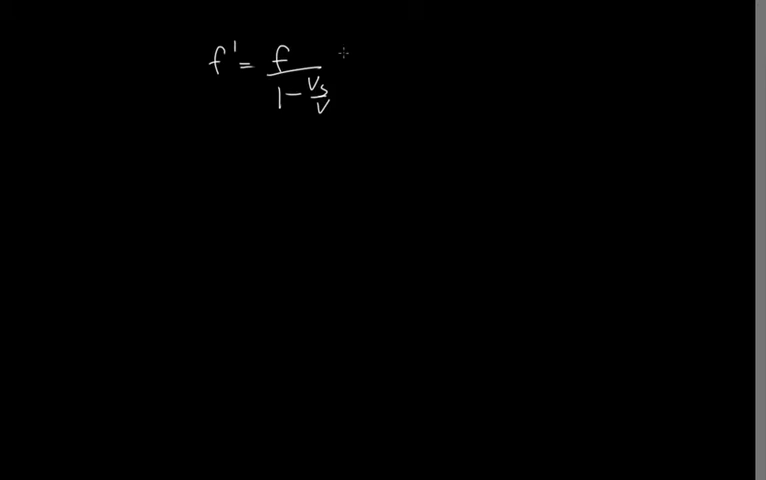 f' = f / (1 - Vs/V)